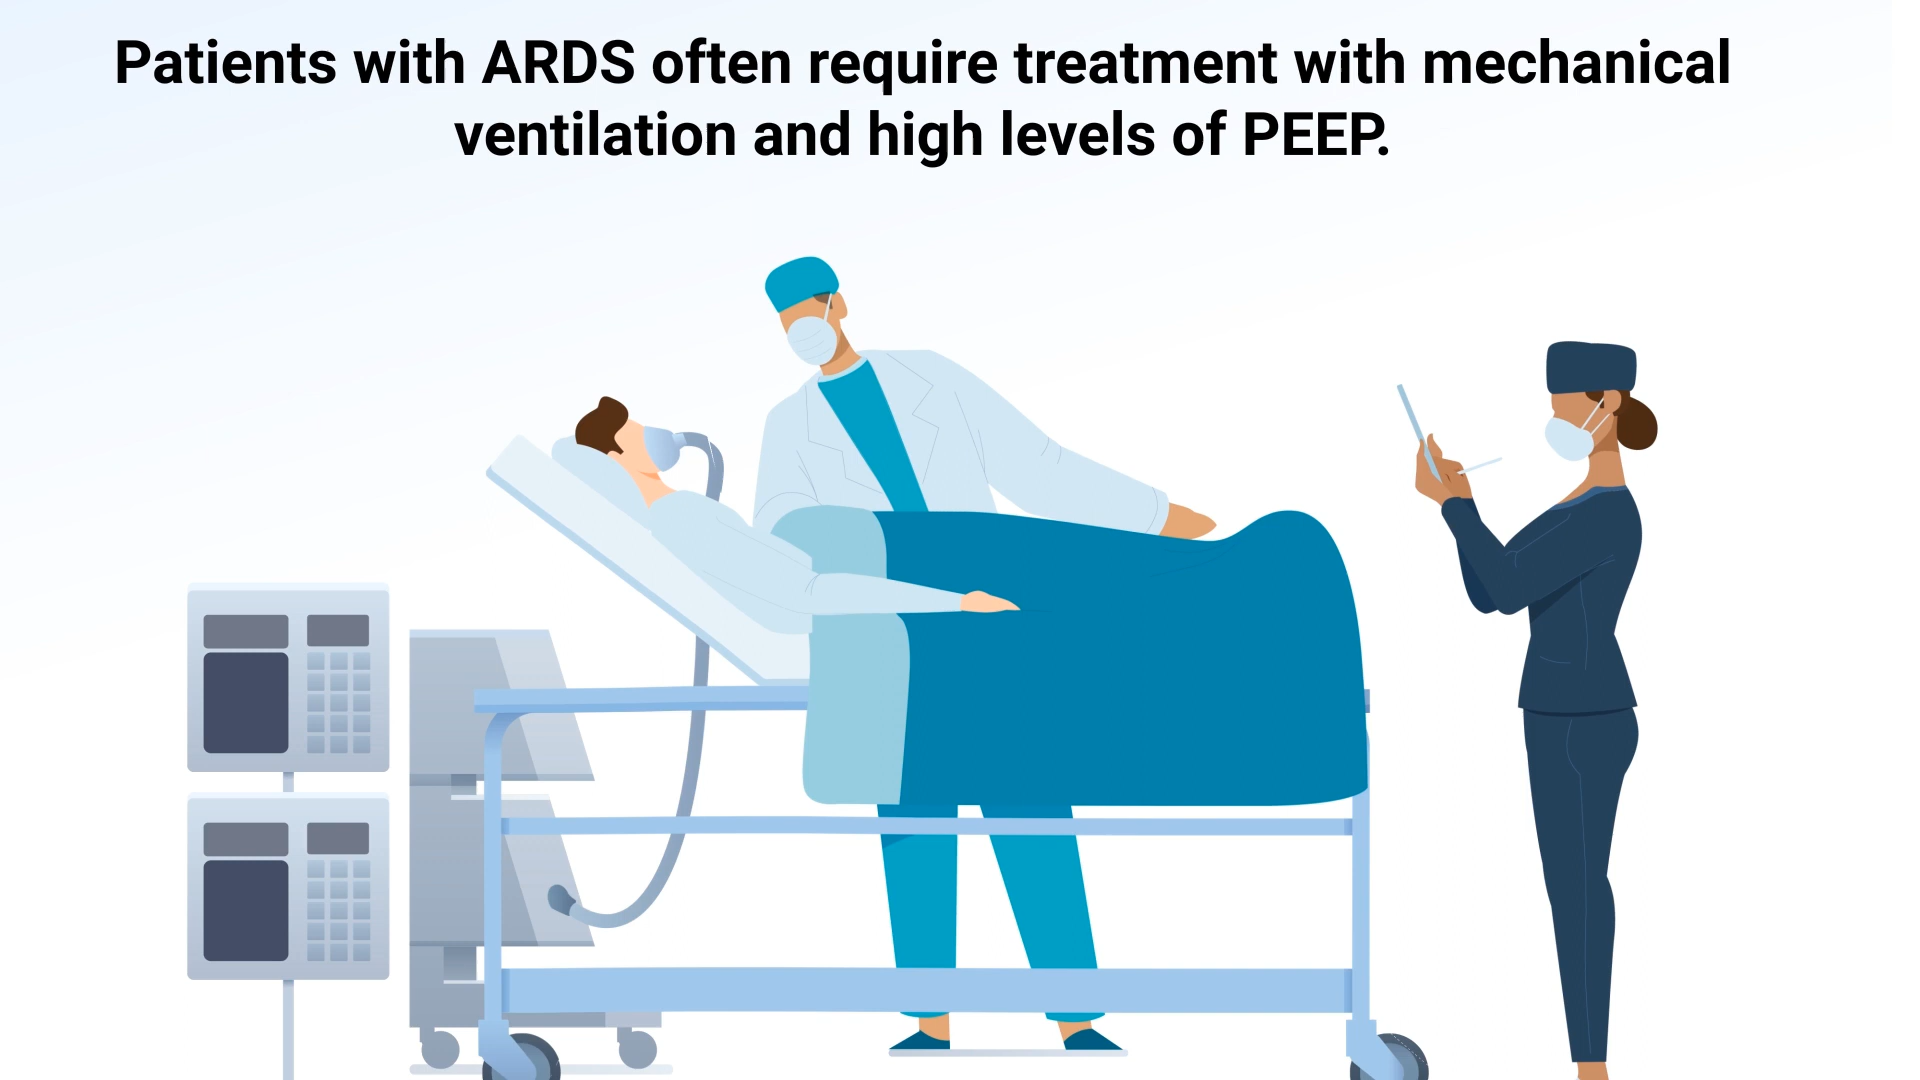 Patients with ARDS often require treatment with mechanical
ventilation and high levels of PEEP.